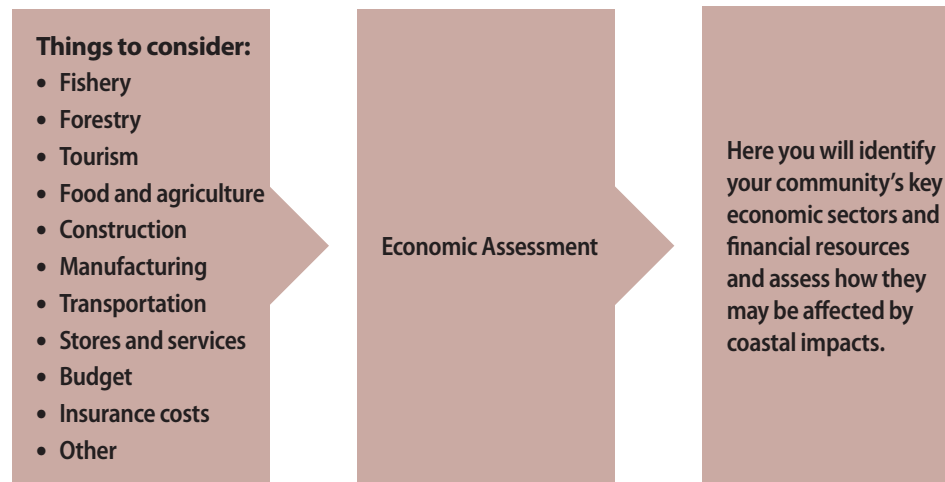 Things to consider:
• Fishery
• Forestry
• Tourism
• Food and agriculture
• Construction
• Manufacturing
• Transportation
• Stores and services
• Budget
• Insurance costs
• Other
Economic Assessment
Here you will identify
your community’s key
economic sectors and
financial resources
and assess how they
may be affected by
coastal impacts.